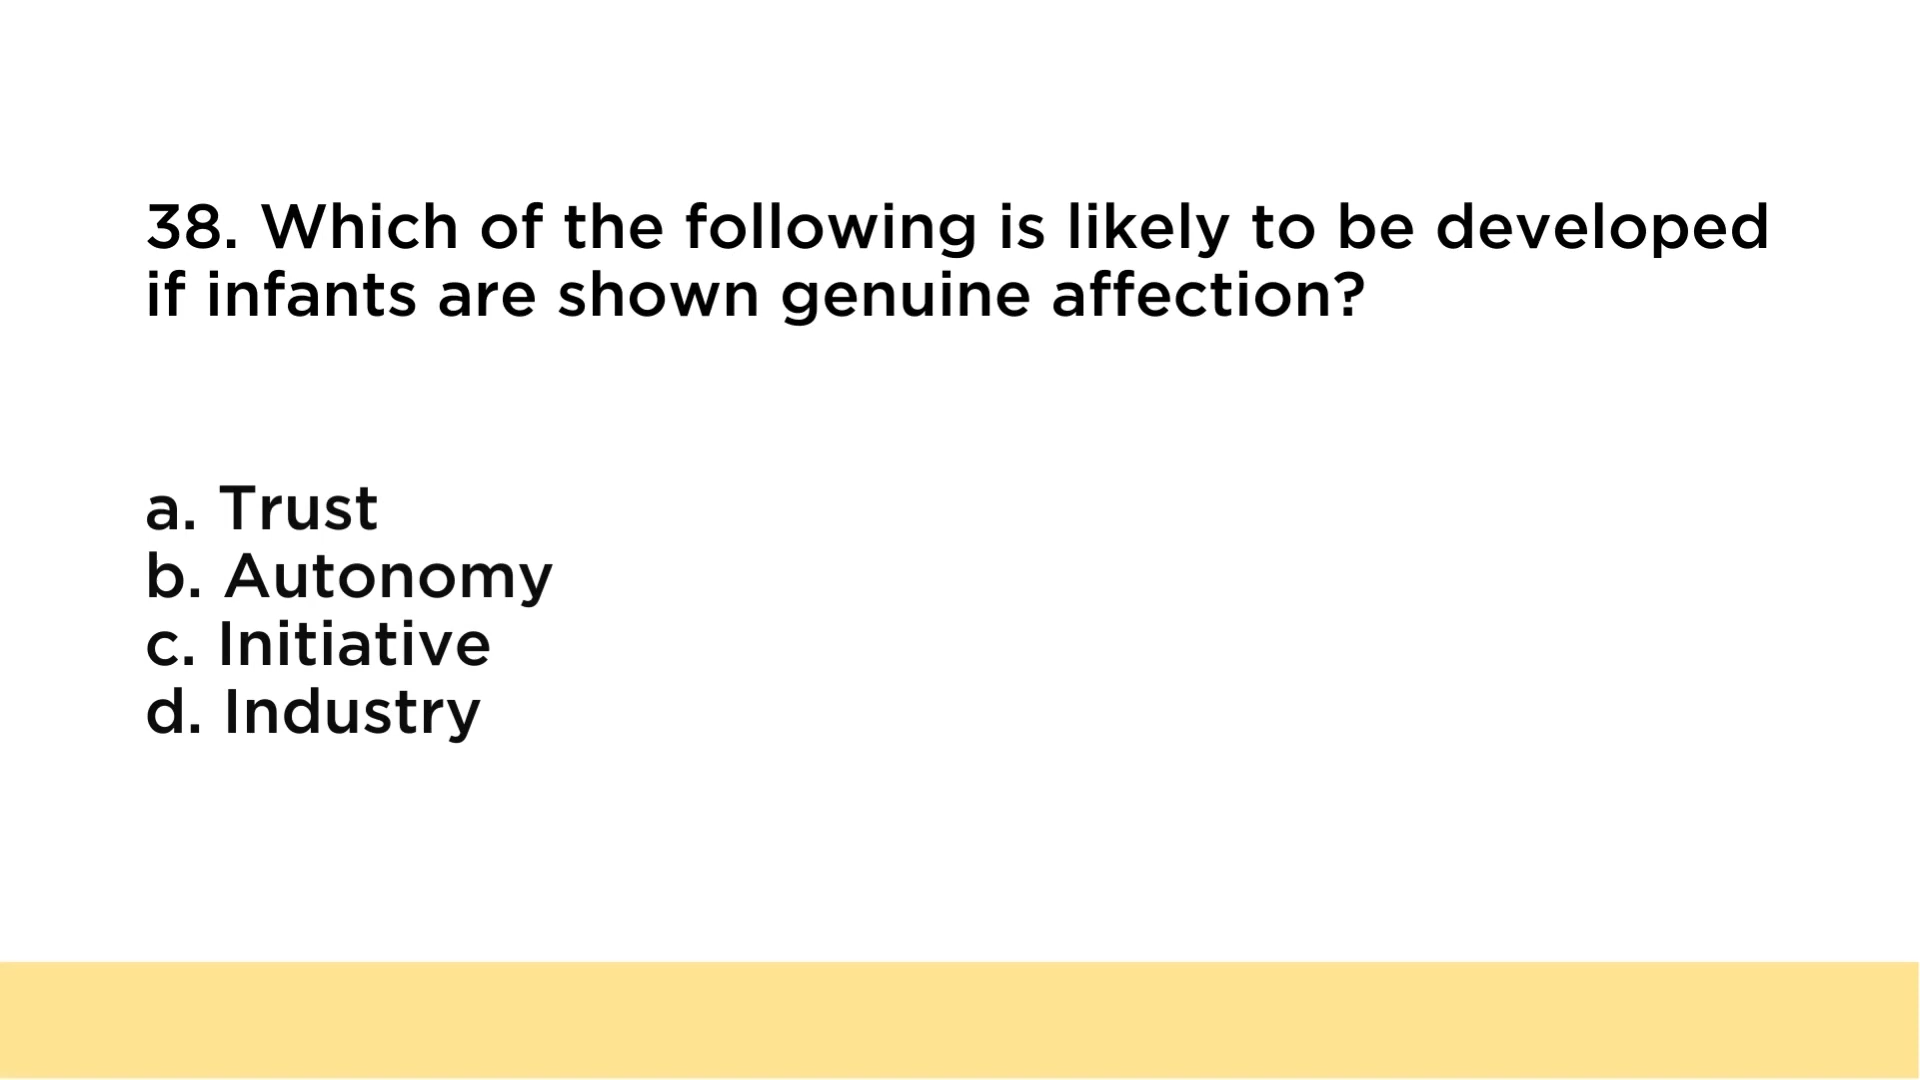 38. Which of the following is likely to be developed
if infants are shown genuine affection?
a. Trust
b. Autonomy
c. Initiative
d. Industry